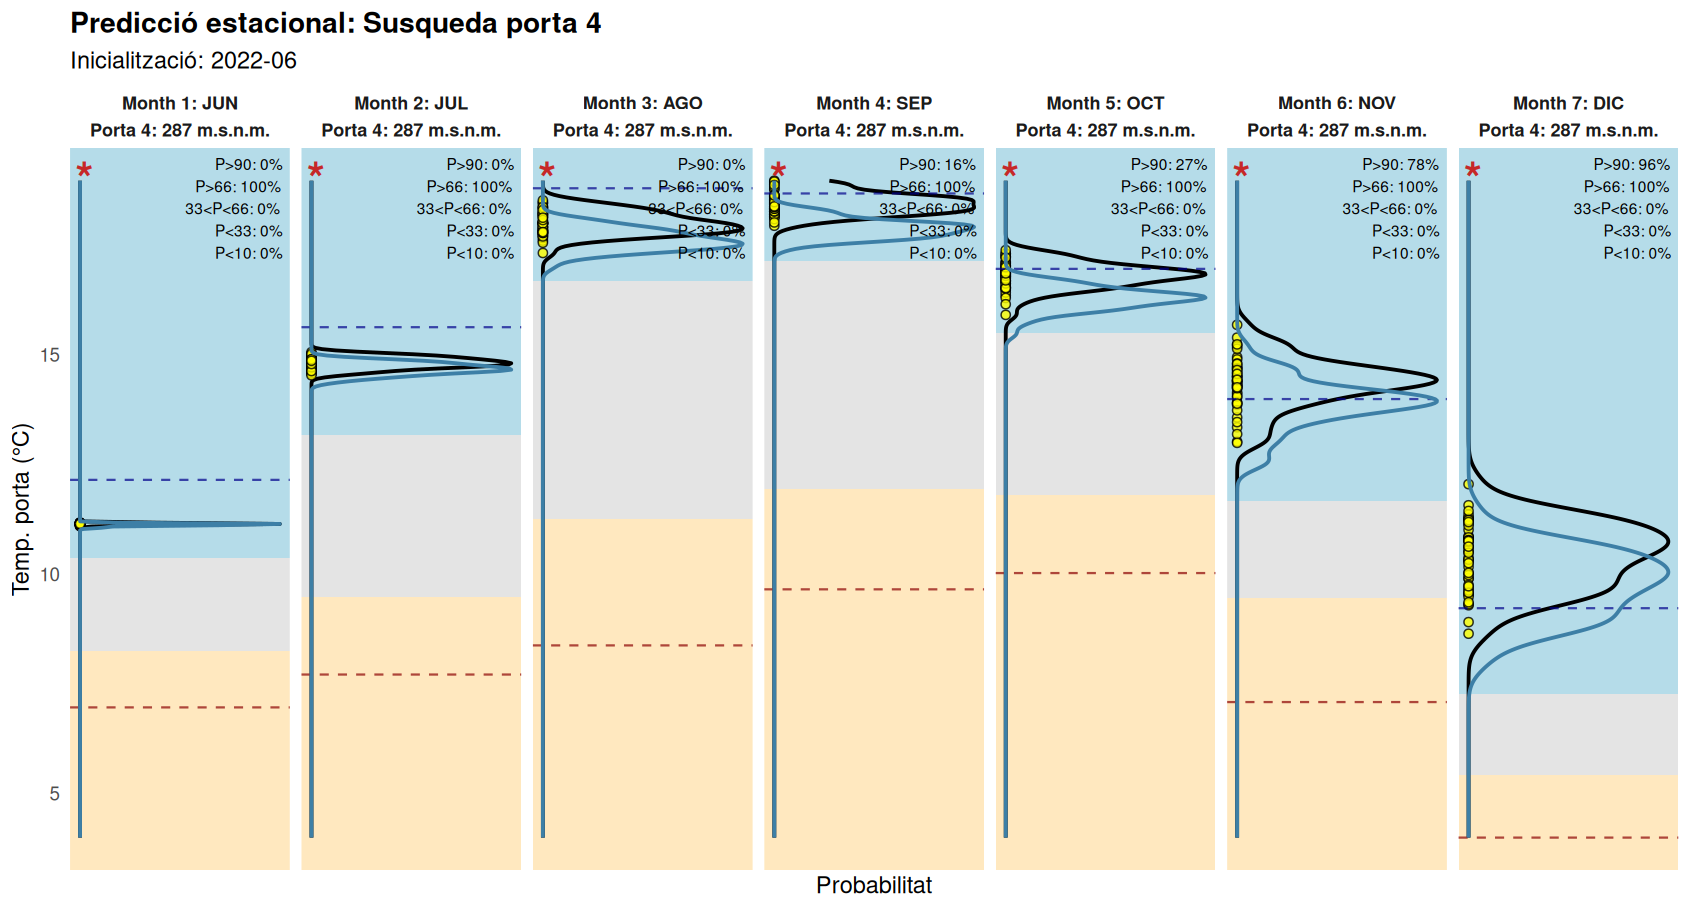 Predicció estacional: Susqueda porta 4
Inicialització: 2022-06
Month 1: JUN
Porta 4: 287 m.s.n.m.
Month 2: JUL
Porta 4: 287 m.s.n.m.
Month 3: AGO
Porta 4: 287 m.s.n.m.
Month 4: SEP
Porta 4: 287 m.s.n.m.
Month 5: OCT
Porta 4: 287 m.s.n.m.
Month 6: NOV
Porta 4: 287 m.s.n.m.
Month 7: DIC
Porta 4: 287 m.s.n.m.
*
P>90: 0%
P>66: 100%
33<P<66: 0%
P<33: 0%
P<10: 0%
*
P>90: 0%
P>66: 100%
33<P<66: 0%
P<33: 0%
P<10: 0%
*
P>90: 0%
P>66: 100%
33<P<66: 0%
P<33: 0%
P<10: 0%
*
P>90: 16%
P>66: 100%
33<P<66: 0%
P<33: 0%
P<10: 0%
*
P>90: 27%
P>66: 100%
33<P<66: 0%
P<33: 0%
P<10: 0%
*
P>90: 78%
P>66: 100%
33<P<66: 0%
P<33: 0%
P<10: 0%
*
P>90: 96%
P>66: 100%
33<P<66: 0%
P<33: 0%
P<10: 0%
15
10
5
Temp. porta (°C)
Probabilitat